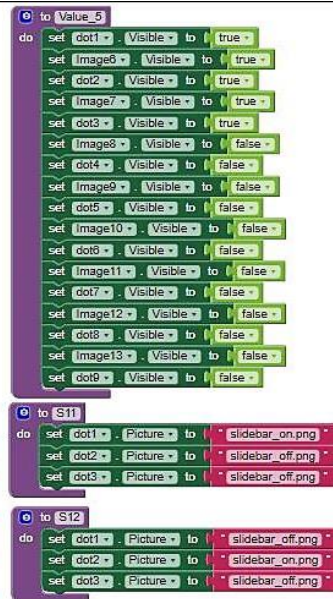 to Value_5
do set dot1 . Visible to true
set Image6 . Visible to true
set dot2 . Visible to true
set Image7 . Visible to true
set dot3 . Visible to true
set Image8 . Visible to false
set dot4 . Visible to false
set Image9 . Visible to false
set dot5 . Visible to false
set Image10 . Visible to false
set dot6 . Visible to false
set Image11 . Visible to false
set dot7 . Visible to false
set Image12 . Visible to false
set dot8 . Visible to false
set Image13 . Visible to false
set dot9 . Visible to false
to S11
do set dot1 . Picture to " slidebar_on.png "
set dot2 . Picture to " slidebar_off.png "
set dot3 . Picture to " slidebar_off.png "
to S12
do set dot1 . Picture to " slidebar_off.png "
set dot2 . Picture to " slidebar_on.png "
set dot3 . Picture to " slidebar_off.png "